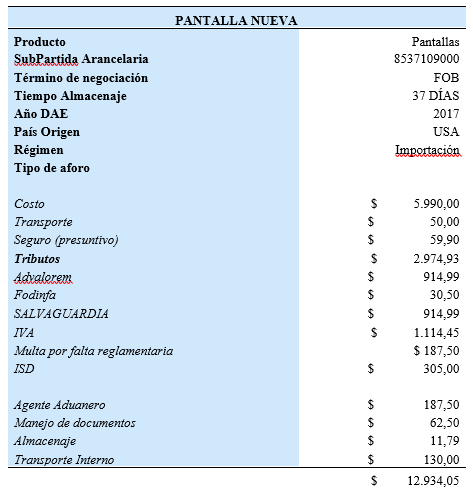 PANTALLA NUEVA
Producto Pantallas
SubPartida Arancelaria 8537109000
Término de negociación FOB
Tiempo Almacenaje 37 DÍAS
Año DAE 2017
País Origen USA
Régimen Importación
Tipo de aforo
Costo $ 5.990,00
Transporte $ 50,00
Seguro (presuntivo) $ 59,90
Tributos $ 2.974,93
Advalorem $ 914,99
Fodinfa $ 30,50
SALVAGUARDIA $ 914,99
IVA $ 1.114,45
Multa por falta reglamentaria $ 187,50
ISD $ 305,00
Agente Aduanero $ 187,50
Manejo de documentos $ 62,50
Almacenaje $ 11,79
Transporte Interno $ 130,00
$ 12.934,05